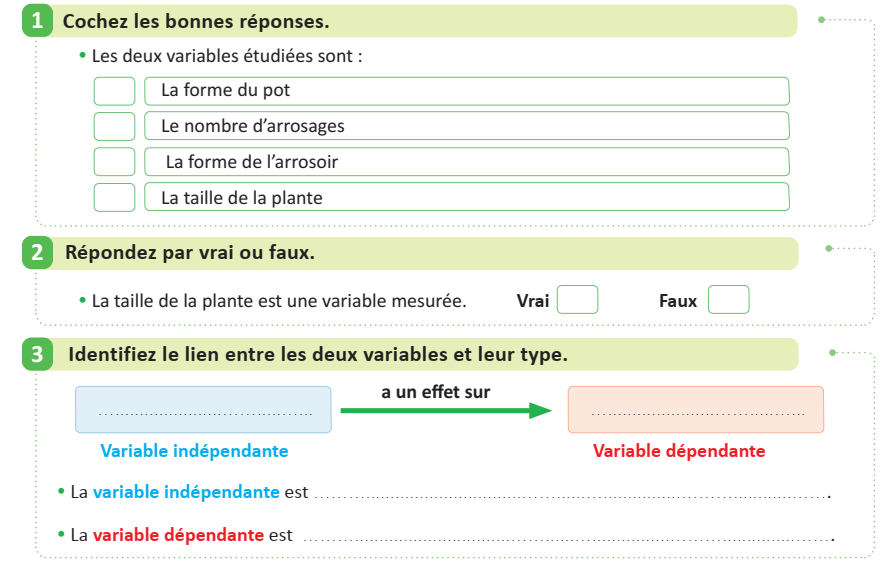 1 Cochez les bonnes réponses.
• Les deux variables étudiées sont :
La forme du pot
Le nombre d'arrosages
La forme de l'arrosoir
La taille de la plante
2 Répondez par vrai ou faux.
• La taille de la plante est une variable mesurée. Vrai Faux
3 Identifiez le lien entre les deux variables et leur type.
a un effet sur
Variable indépendante Variable dépendante
• La variable indépendante est ........................................................................................................ .
• La variable dépendante est ........................................................................................................ .